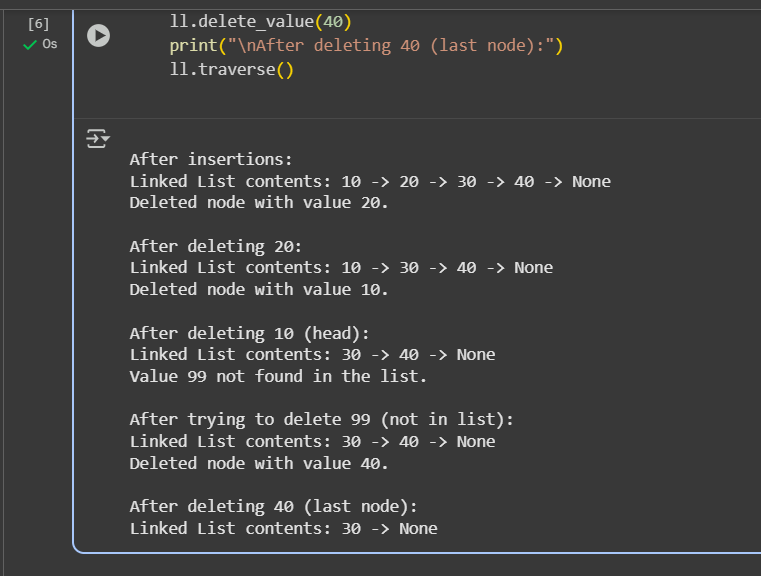 [6]
0s
ll.delete_value(40)
print("\nAfter deleting 40 (last node):")
ll.traverse()
After insertions:
Linked List contents: 10 -> 20 -> 30 -> 40 -> None
Deleted node with value 20.
After deleting 20:
Linked List contents: 10 -> 30 -> 40 -> None
Deleted node with value 10.
After deleting 10 (head):
Linked List contents: 30 -> 40 -> None
Value 99 not found in the list.
After trying to delete 99 (not in list):
Linked List contents: 30 -> 40 -> None
Deleted node with value 40.
After deleting 40 (last node):
Linked List contents: 30 -> None